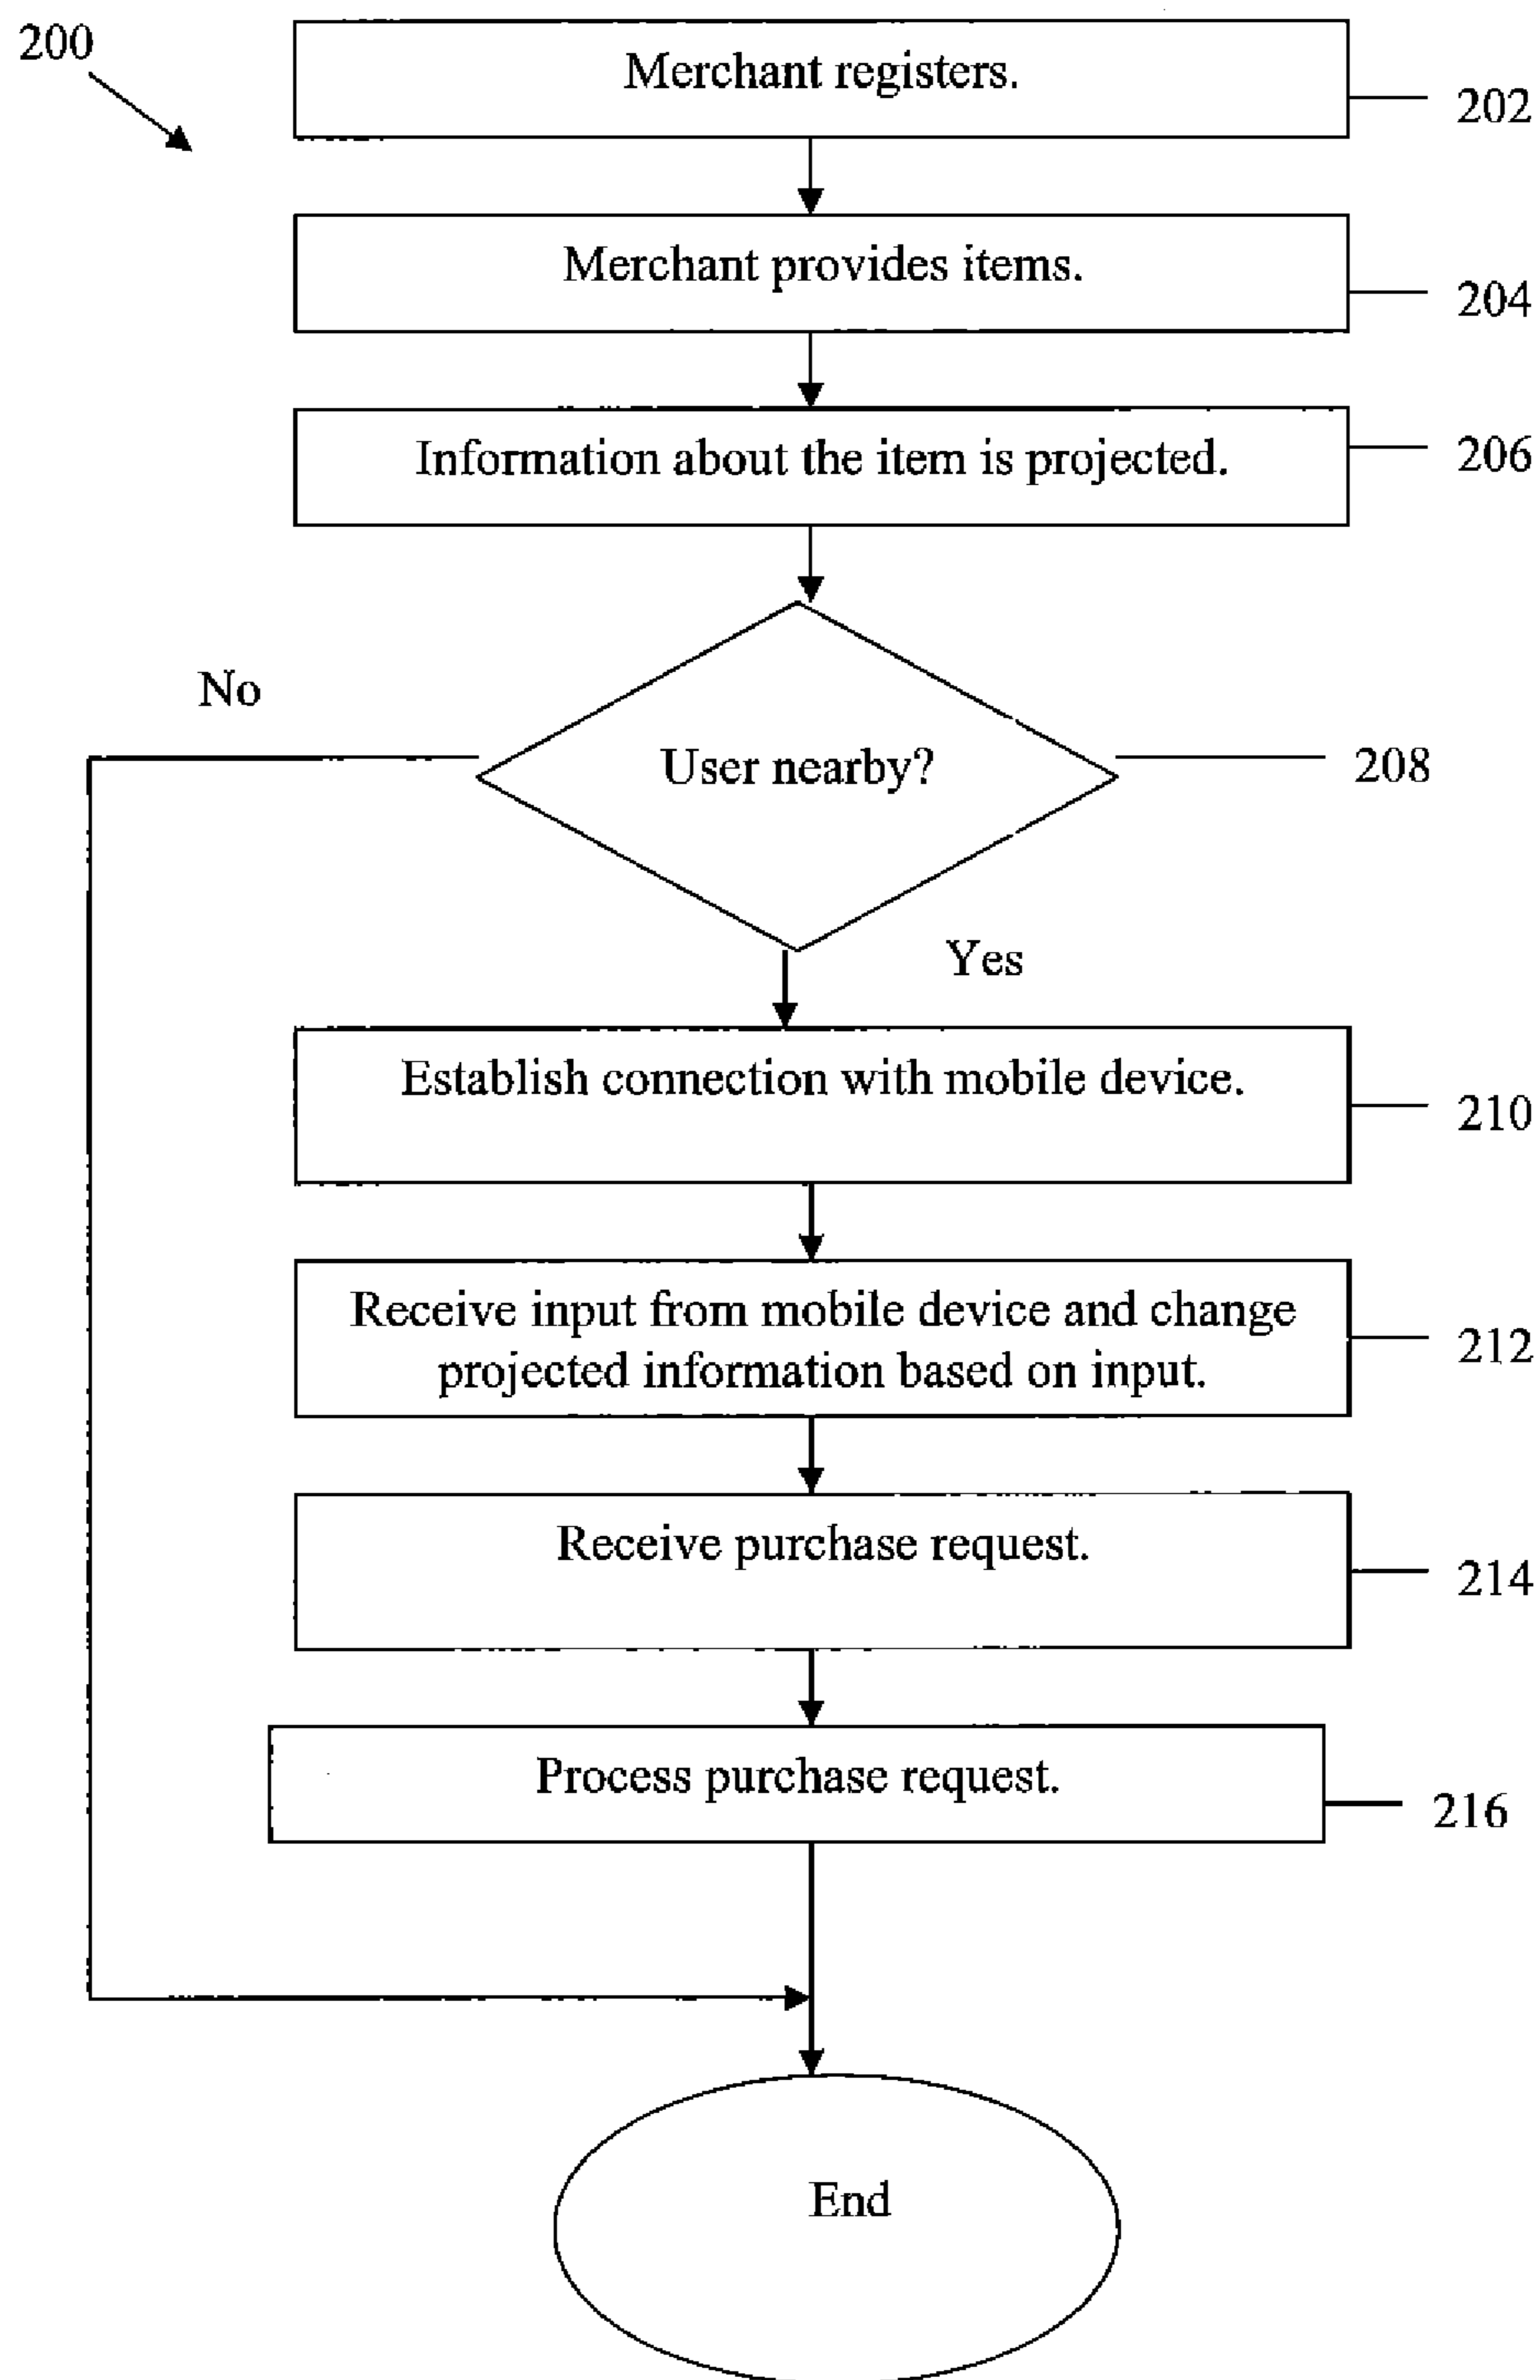 200
Merchant registers.
202
Merchant provides items.
204
Information about the item is projected.
206
No
User nearby?
208
Yes
Establish connection with mobile device.
210
Receive input from mobile device and change
projected information based on input.
212
Receive purchase request.
214
Process purchase request.
216
End